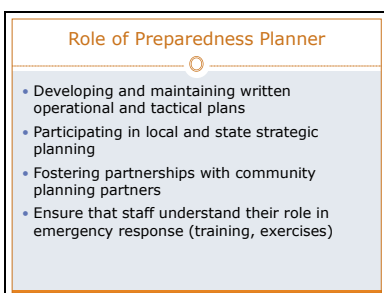 Role of Preparedness Planner
• Developing and maintaining written
operational and tactical plans
• Participating in local and state strategic
planning
• Fostering partnerships with community
planning partners
• Ensure that staff understand their role in
emergency response (training, exercises)